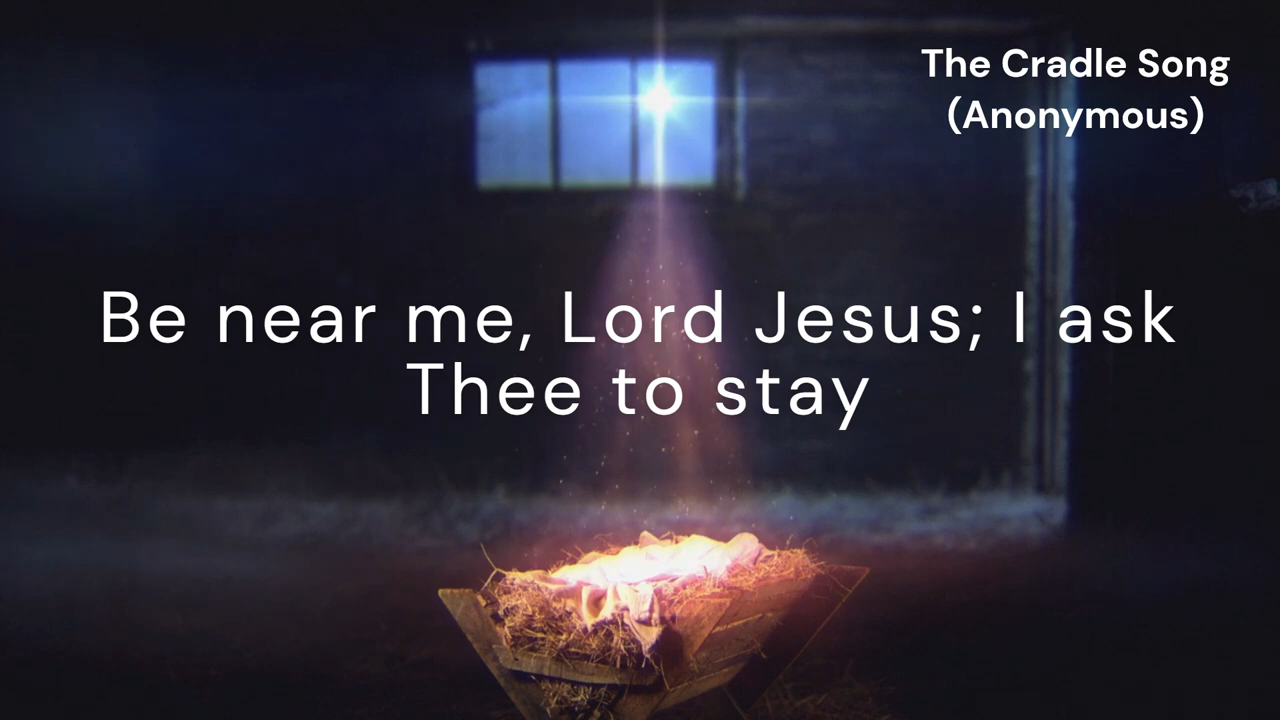 The Cradle Song
(Anonymous)
Be near me, Lord Jesus; I ask
Thee to stay